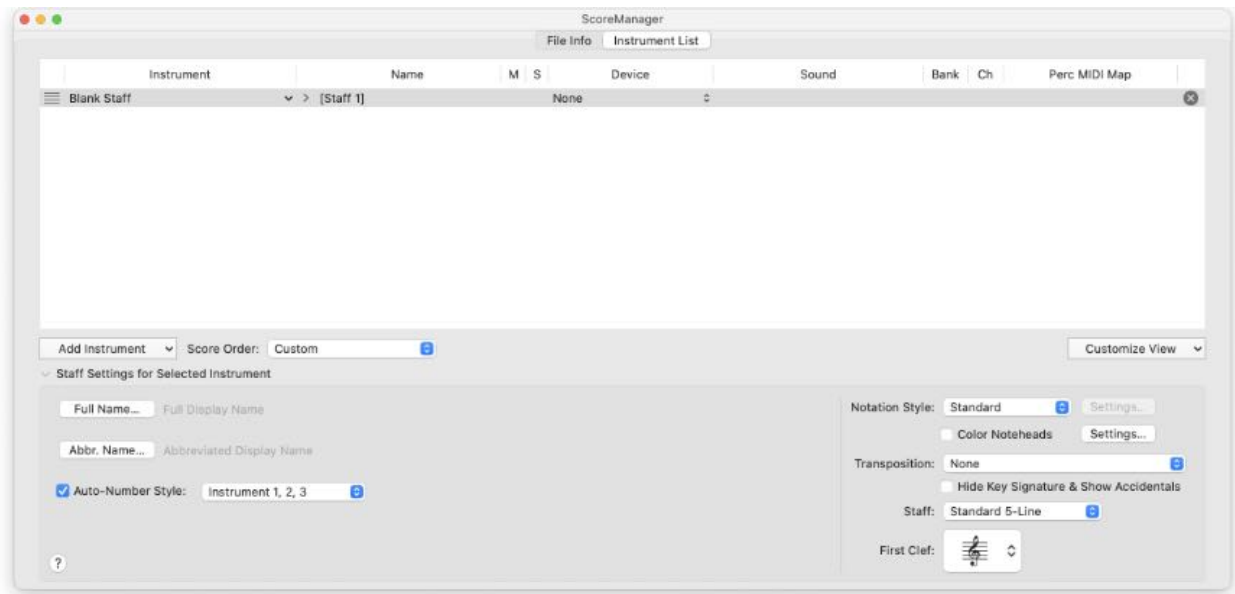 ScoreManager
File Info Instrument List
Instrument Name M S Device Sound Bank Ch Perc MIDI Map
Blank Staff [Staff 1] None
Add Instrument Score Order: Custom Customize View
Staff Settings for Selected Instrument
Full Name... Full Display Name Notation Style: Standard Settings...
Color Noteheads Settings...
Abbr. Name... Abbreviated Display Name
Transposition: None
Auto-Number Style: Instrument 1, 2, 3 Hide Key Signature & Show Accidentals
Staff: Standard 5-Line
First Clef:
?